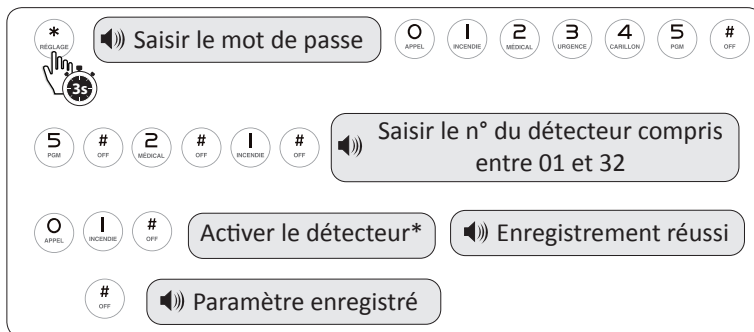 * RÉGLAGE 3s Saisir le mot de passe 0 APPEL 1 INCENDIE 2 MÉDICAL 3 URGENCE 4 CARILLON 5 PGM # OFF
5 PGM # OFF 2 MÉDICAL # OFF 1 INCENDIE # OFF Saisir le n° du détecteur compris
entre 01 et 32
0 APPEL 1 INCENDIE # OFF Activer le détecteur* Enregistrement réussi
# OFF Paramètre enregistré